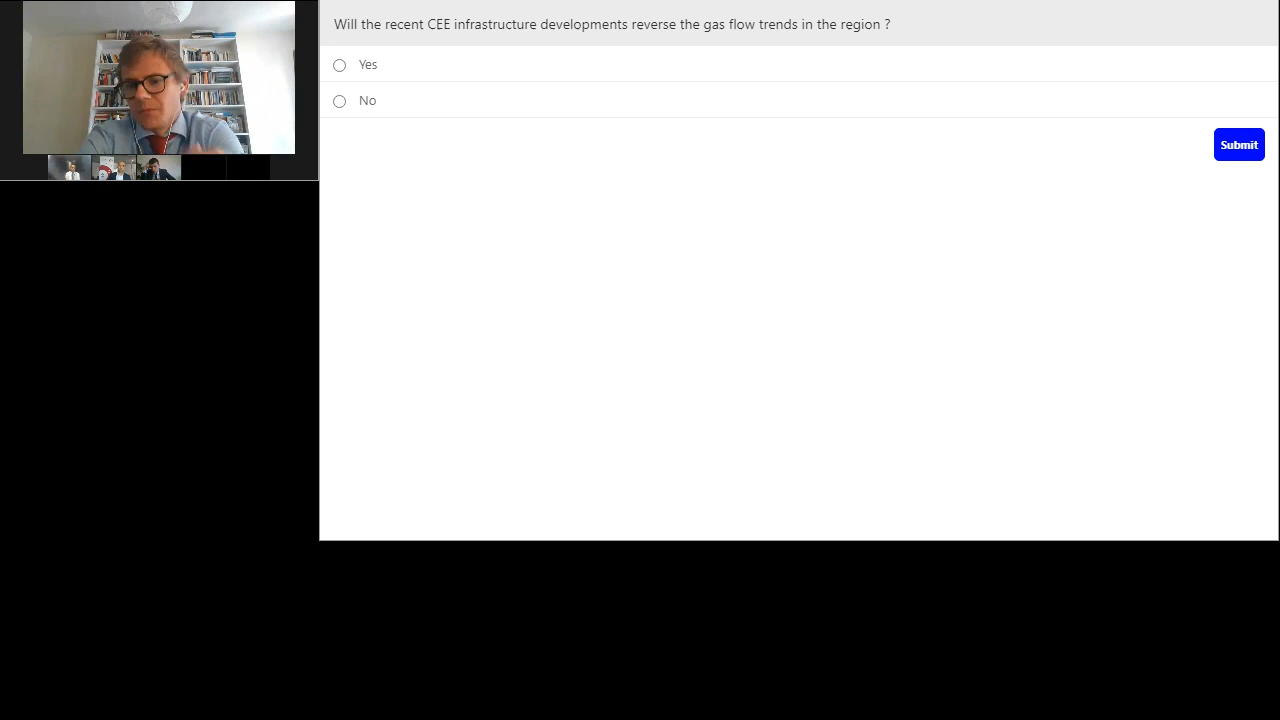 Will the recent CEE infrastructure developments reverse the gas flow trends in the region ?
Yes
No
Submit